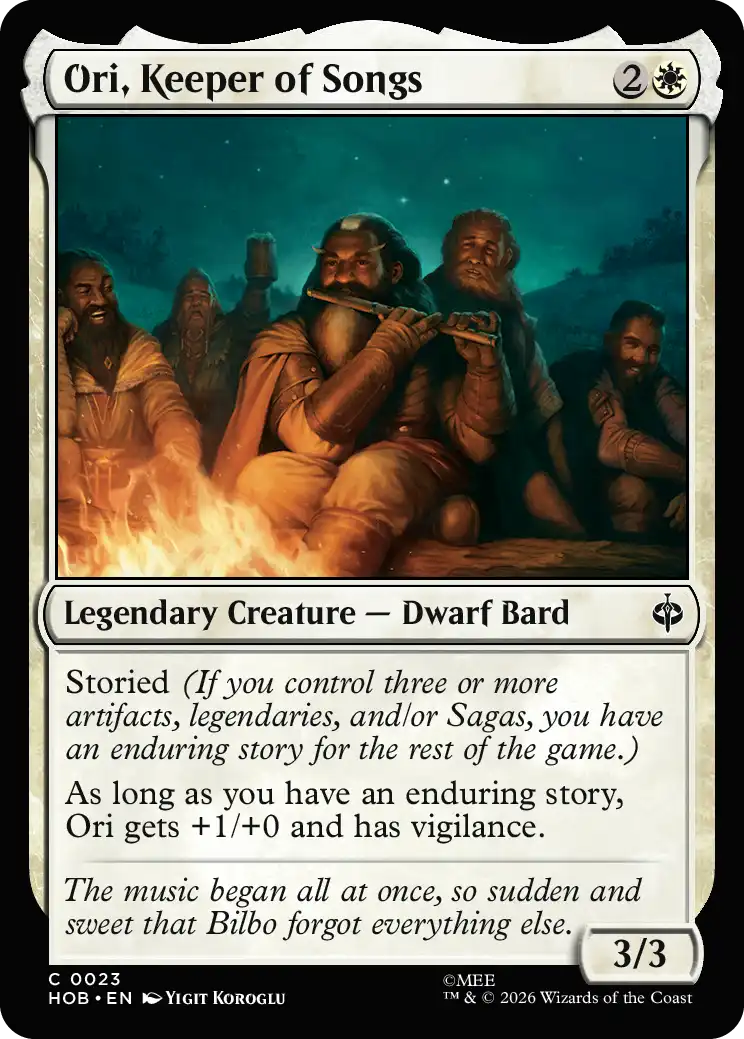 Ori, Keeper of Songs 2
Legendary Creature — Dwarf Bard
Storied (If you control three or more
artifacts, legendaries, and/or Sagas, you have
an enduring story for the rest of the game.)
As long as you have an enduring story,
Ori gets +1/+0 and has vigilance.
The music began all at once, so sudden and
sweet that Bilbo forgot everything else.
3/3
C 0023
HOB • EN Yigit Koroglu
©MEE
™ & © 2026 Wizards of the Coast